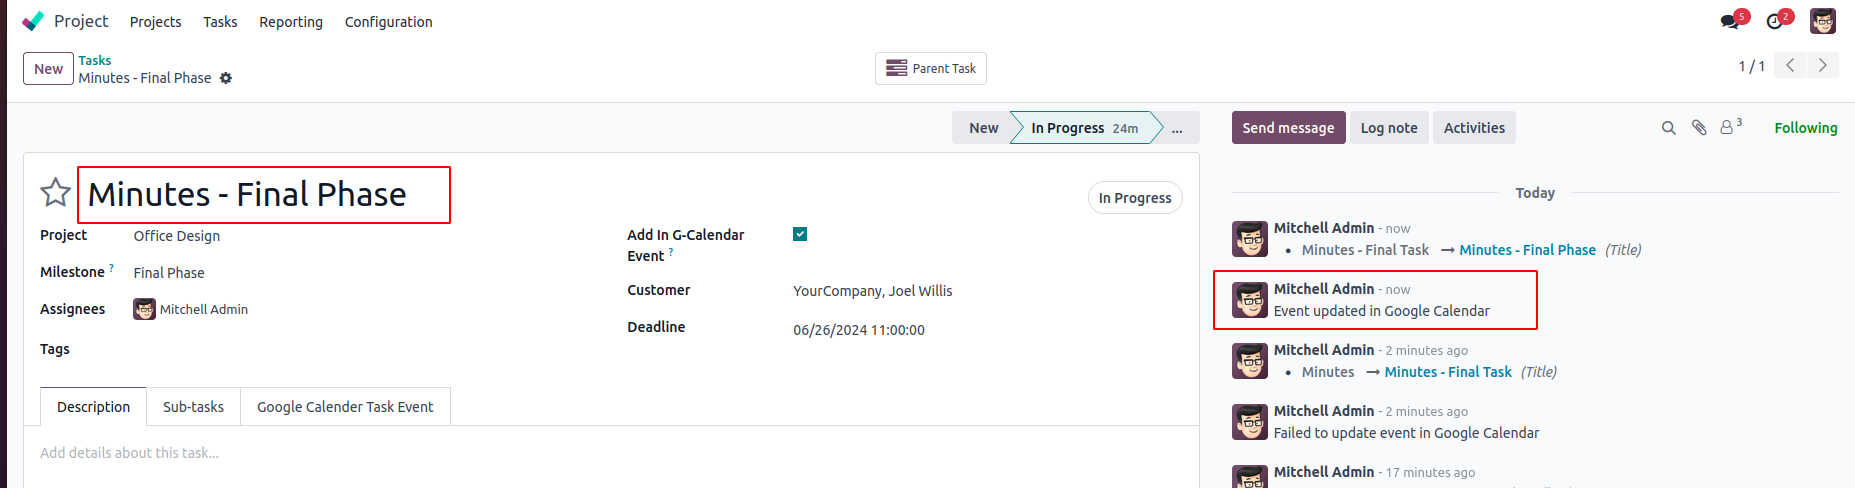 Project Projects Tasks Reporting Configuration 5 2
New Tasks
Minutes - Final Phase
Parent Task
1 / 1
New In Progress 24m ...
Send message Log note Activities 3 Following
Minutes - Final Phase
In Progress
Project Office Design
Milestone ? Final Phase
Assignees Mitchell Admin
Tags
Add In G-Calendar
Event ?
Customer YourCompany, Joel Willis
Deadline 06/26/2024 11:00:00
Description Sub-tasks Google Calender Task Event
Add details about this task...
Today
Mitchell Admin - now
• Minutes - Final Task → Minutes - Final Phase (Title)
Mitchell Admin - now
Event updated in Google Calendar
Mitchell Admin - 2 minutes ago
• Minutes → Minutes - Final Task (Title)
Mitchell Admin - 2 minutes ago
Failed to update event in Google Calendar
Mitchell Admin - 17 minutes ago